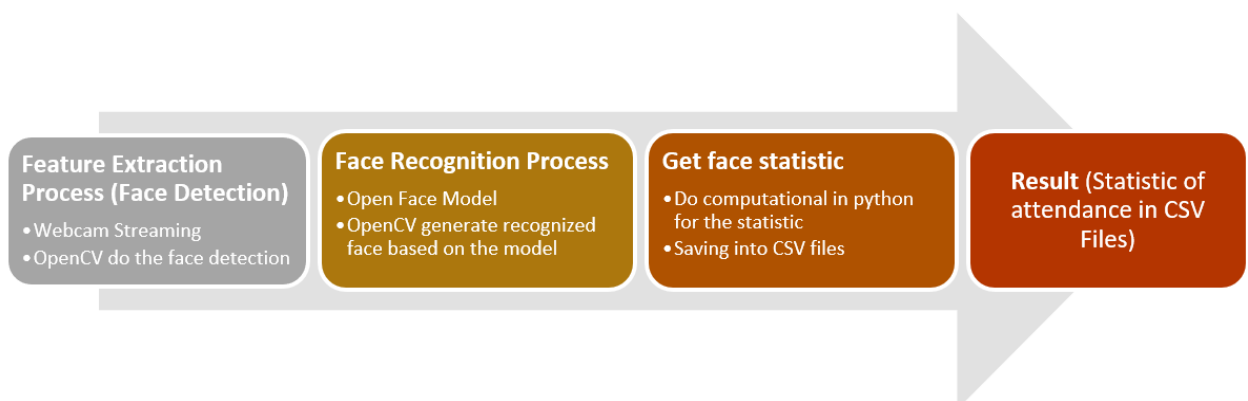 Feature Extraction
Process (Face Detection)
•Webcam Streaming
•OpenCV do the face detection
Face Recognition Process
•Open Face Model
•OpenCV generate recognized
face based on the model
Get face statistic
•Do computational in python
for the statistic
•Saving into CSV files
Result (Statistic of
attendance in CSV
Files)